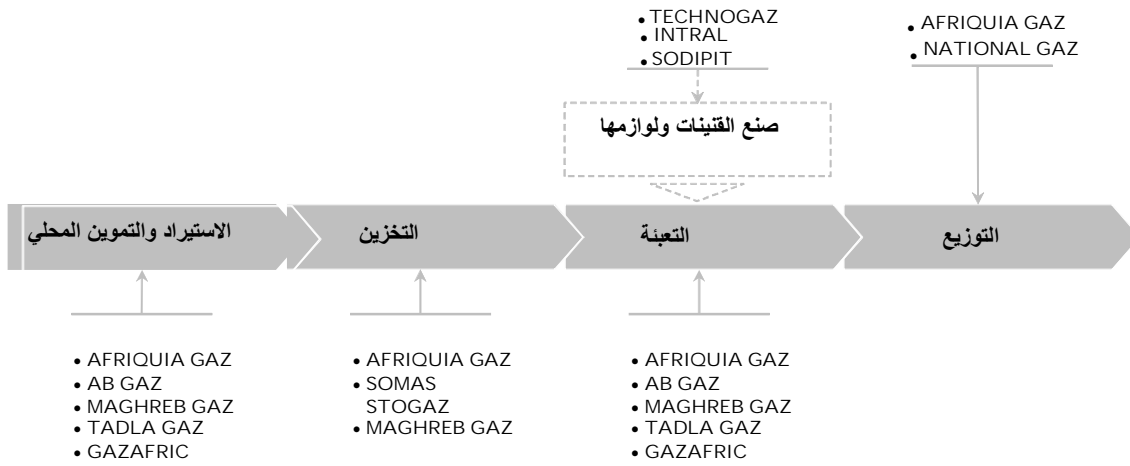 • TECHNOGAZ
• INTRAL
• SODIPIT
• AFRIQUIA GAZ
• NATIONAL GAZ
صنع القنينات ولوازمها
الاستيراد والتموين المحلي
التخزين
التعبئة
التوزيع
• AFRIQUIA GAZ
• AB GAZ
• MAGHREB GAZ
• TADLA GAZ
• GAZAFRIC
• AFRIQUIA GAZ
• SOMAS
STOGAZ
• MAGHREB GAZ
• AFRIQUIA GAZ
• AB GAZ
• MAGHREB GAZ
• TADLA GAZ
• GAZAFRIC